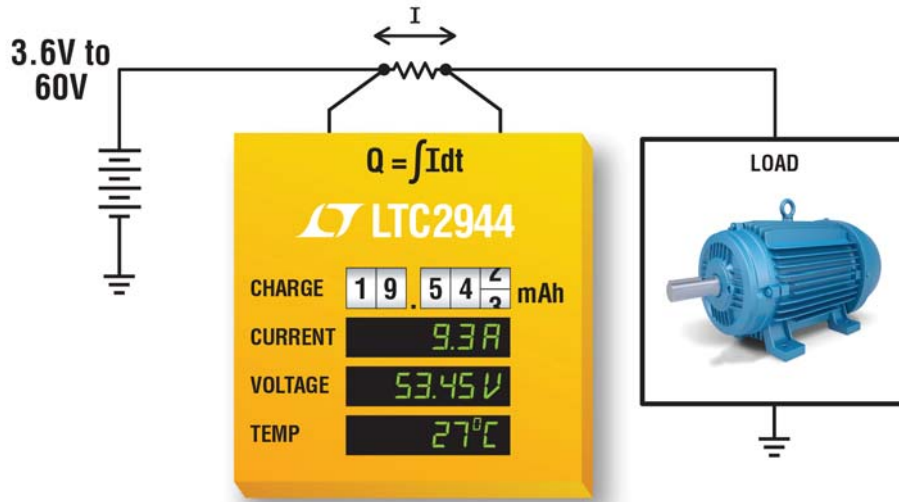 I
3.6V to
60V
Q = ∫Idt
LOAD
LTC2944
CHARGE 19.54 mAh
CURRENT 9.3A
VOLTAGE 53.45V
TEMP 27°C